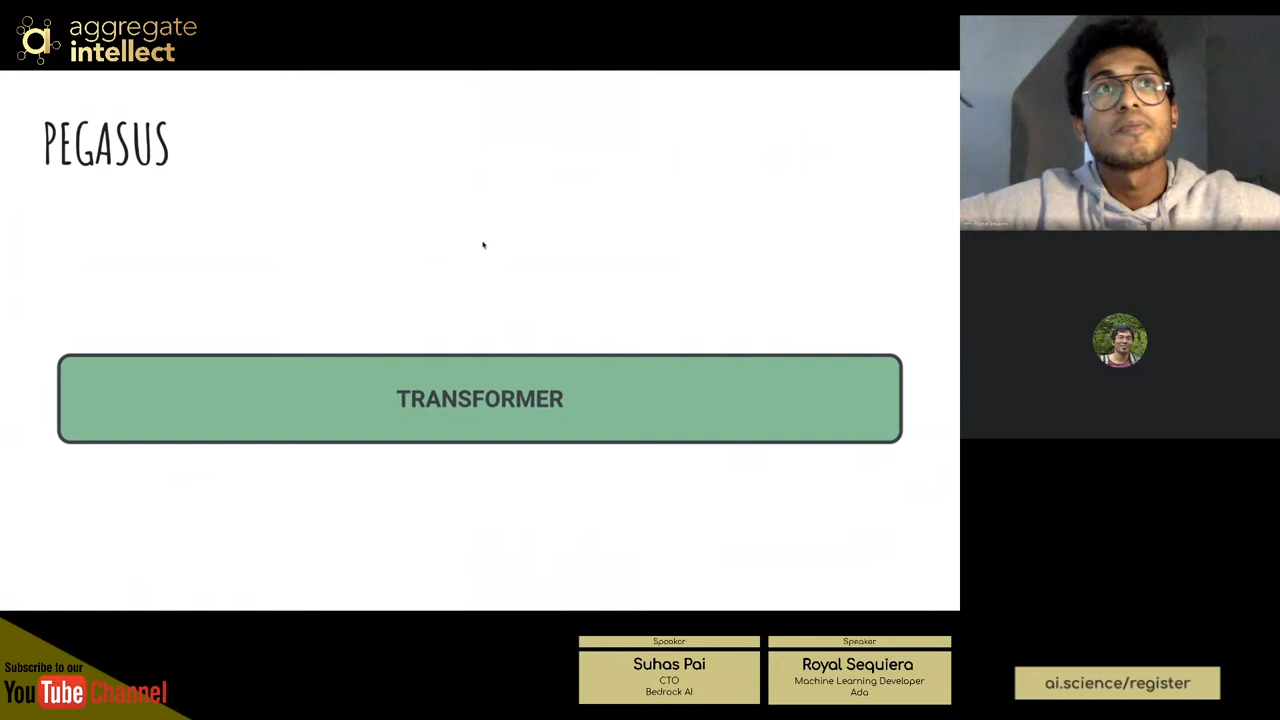 aggregate
intellect
PEGASUS
TRANSFORMER
Subscribe to our
YouTube Channel
Speaker
Suhas Pai
CTO
Bedrock AI
Speaker
Royal Sequiera
Machine Learning Developer
Ada
ai.science/register